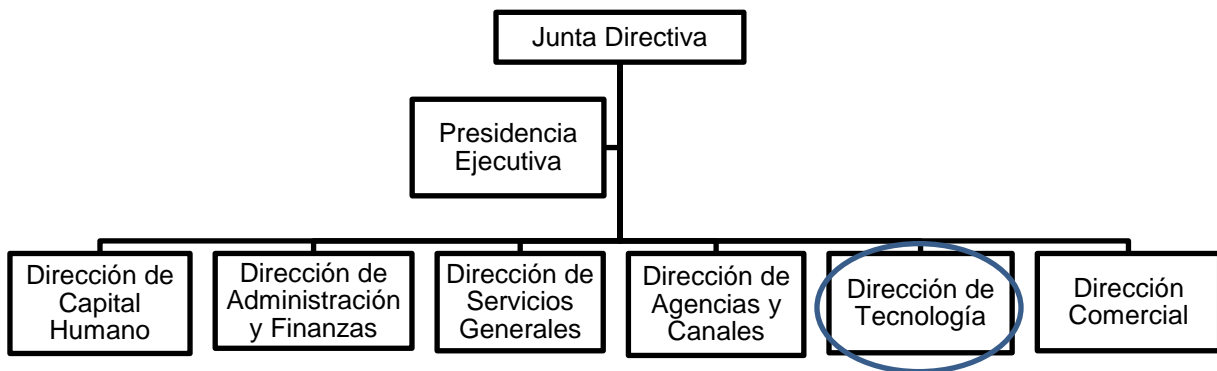 Junta Directiva
Presidencia
Ejecutiva
Dirección de
Capital
Humano
Dirección de
Administración
y Finanzas
Dirección de
Servicios
Generales
Dirección de
Agencias y
Canales
Dirección de
Tecnología
Dirección
Comercial